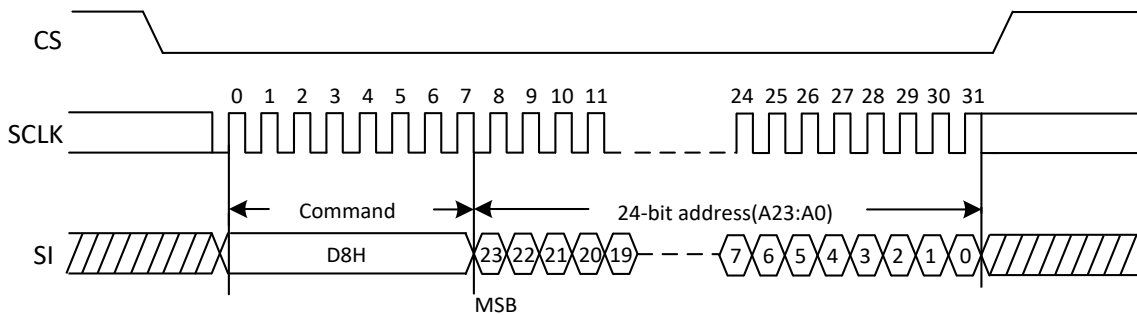 CS
0 1 2 3 4 5 6 7 8 9 10 11 24 25 26 27 28 29 30 31
SCLK
Command 24-bit address(A23:A0)
SI D8H 23 22 21 20 19 7 6 5 4 3 2 1 0
MSB